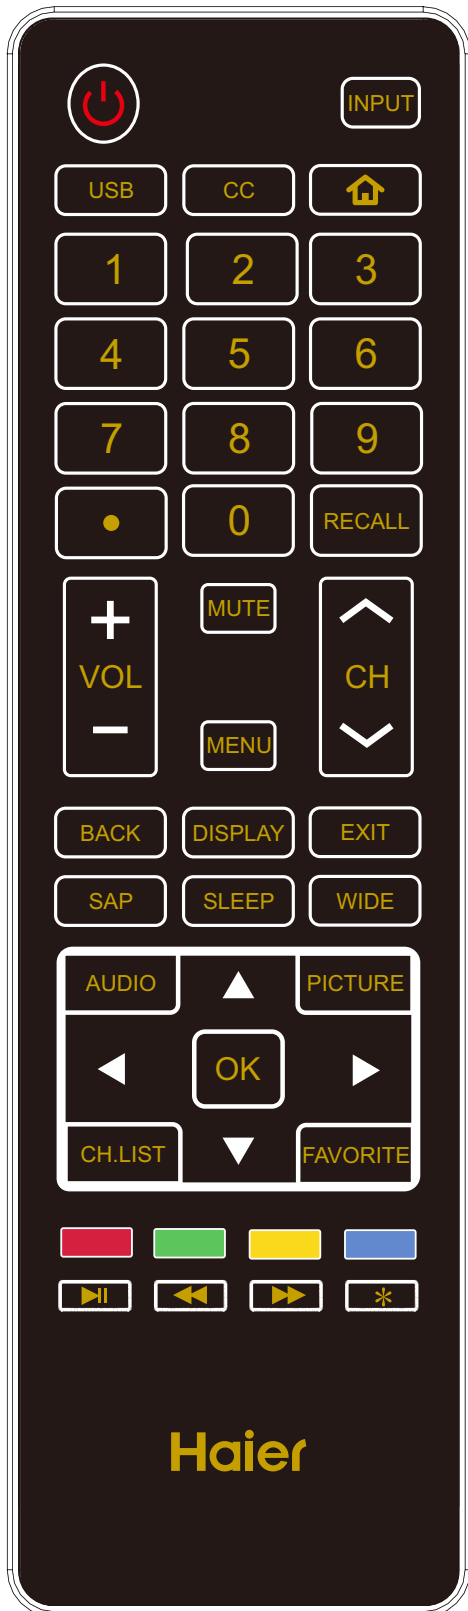 INPUT
USB CC
1 2 3
4 5 6
7 8 9
• 0 RECALL
+ MUTE
VOL CH
− MENU
BACK DISPLAY EXIT
SAP SLEEP WIDE
AUDIO PICTURE
OK
CH.LIST FAVORITE
*
Haier